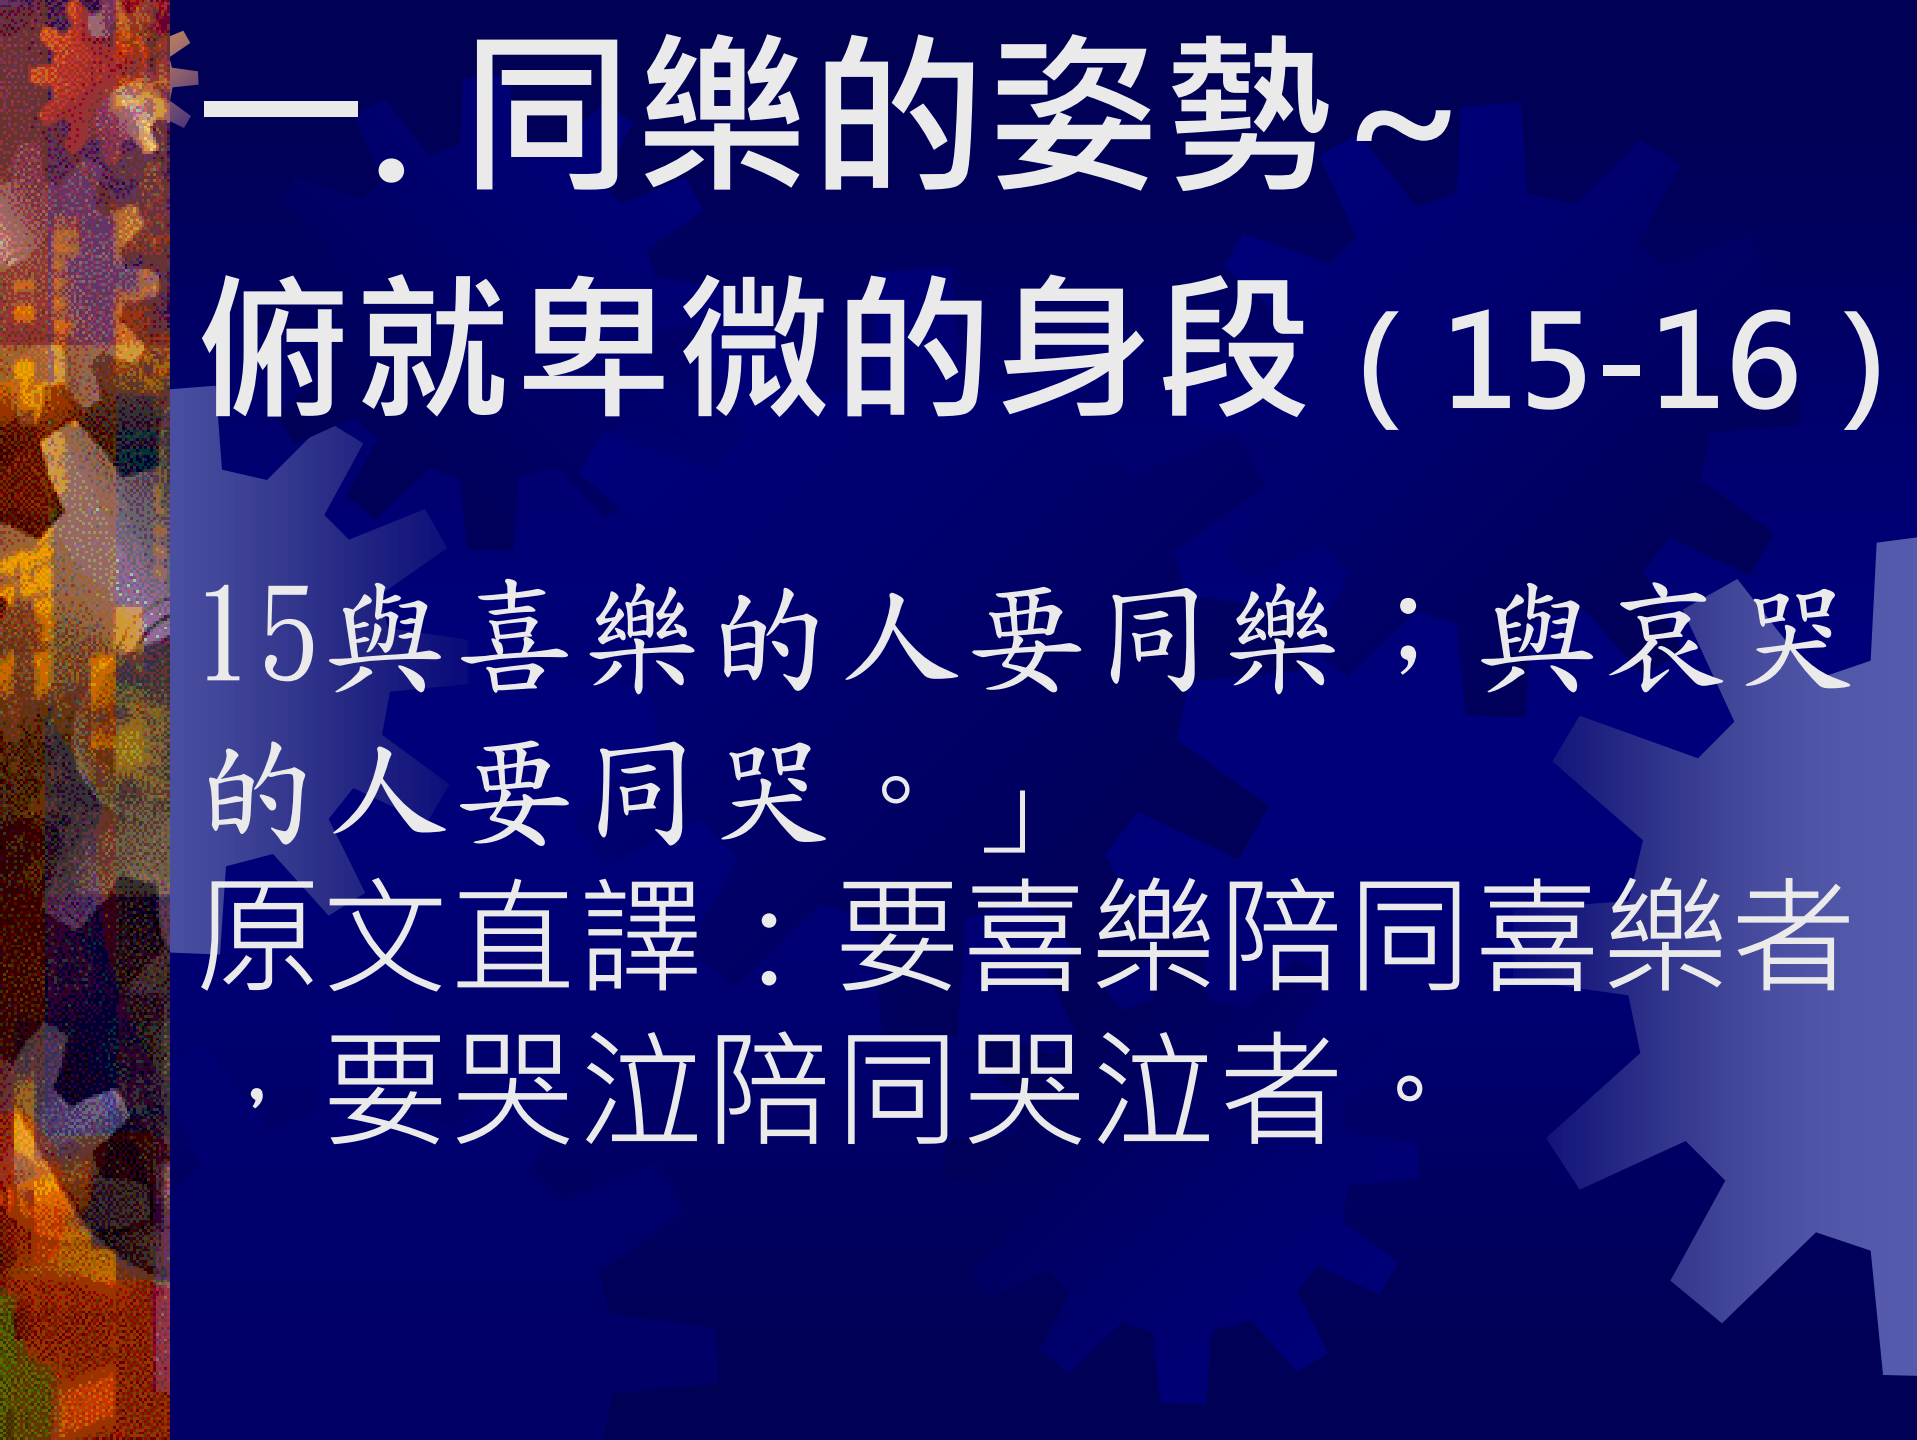 一.同樂的姿勢~
俯就卑微的身段(15-16)
15與喜樂的人要同樂；與哀哭
的人要同哭。」
原文直譯：要喜樂陪同喜樂者
，要哭泣陪同哭泣者。